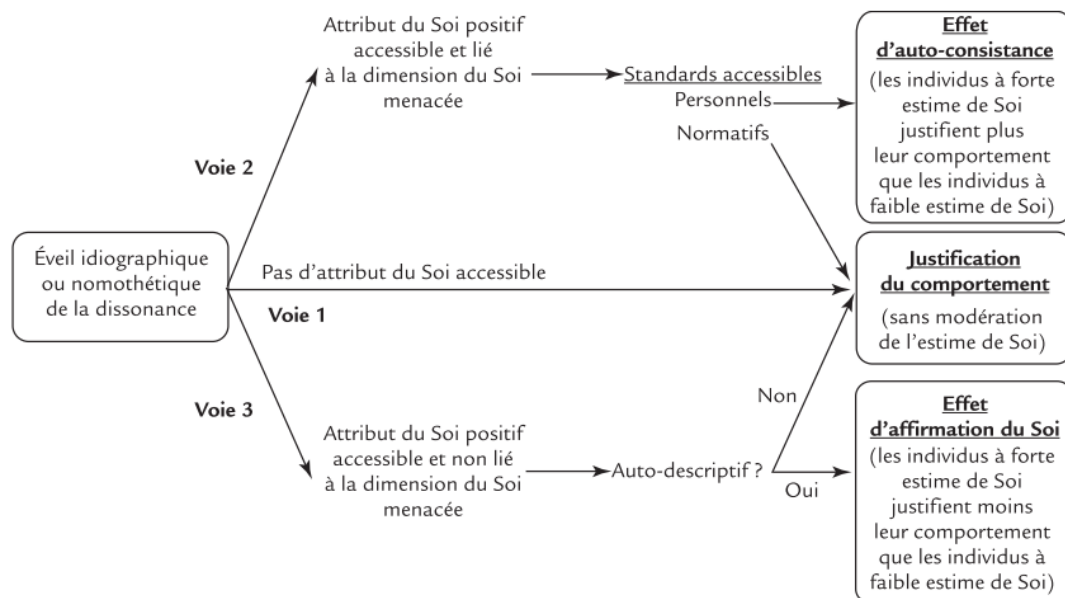 Attribut du Soi positif
accessible et lié
à la dimension du Soi
menacée
Standards accessibles
Personnels
Normatifs
Effet
d'auto-consistance
(les individus à forte
estime de Soi
justifient plus
leur comportement
que les individus à
faible estime de Soi)
Voie 2
Éveil idiographique
ou nomothétique
de la dissonance
Pas d'attribut du Soi accessible
Voie 1
Justification
du comportement
(sans modération
de l'estime de Soi)
Voie 3
Attribut du Soi positif
accessible et non lié
à la dimension du Soi
menacée
Auto-descriptif ?
Non
Oui
Effet
d'affirmation du Soi
(les individus à forte
estime de Soi
justifient moins
leur comportement
que les individus à
faible estime de Soi)